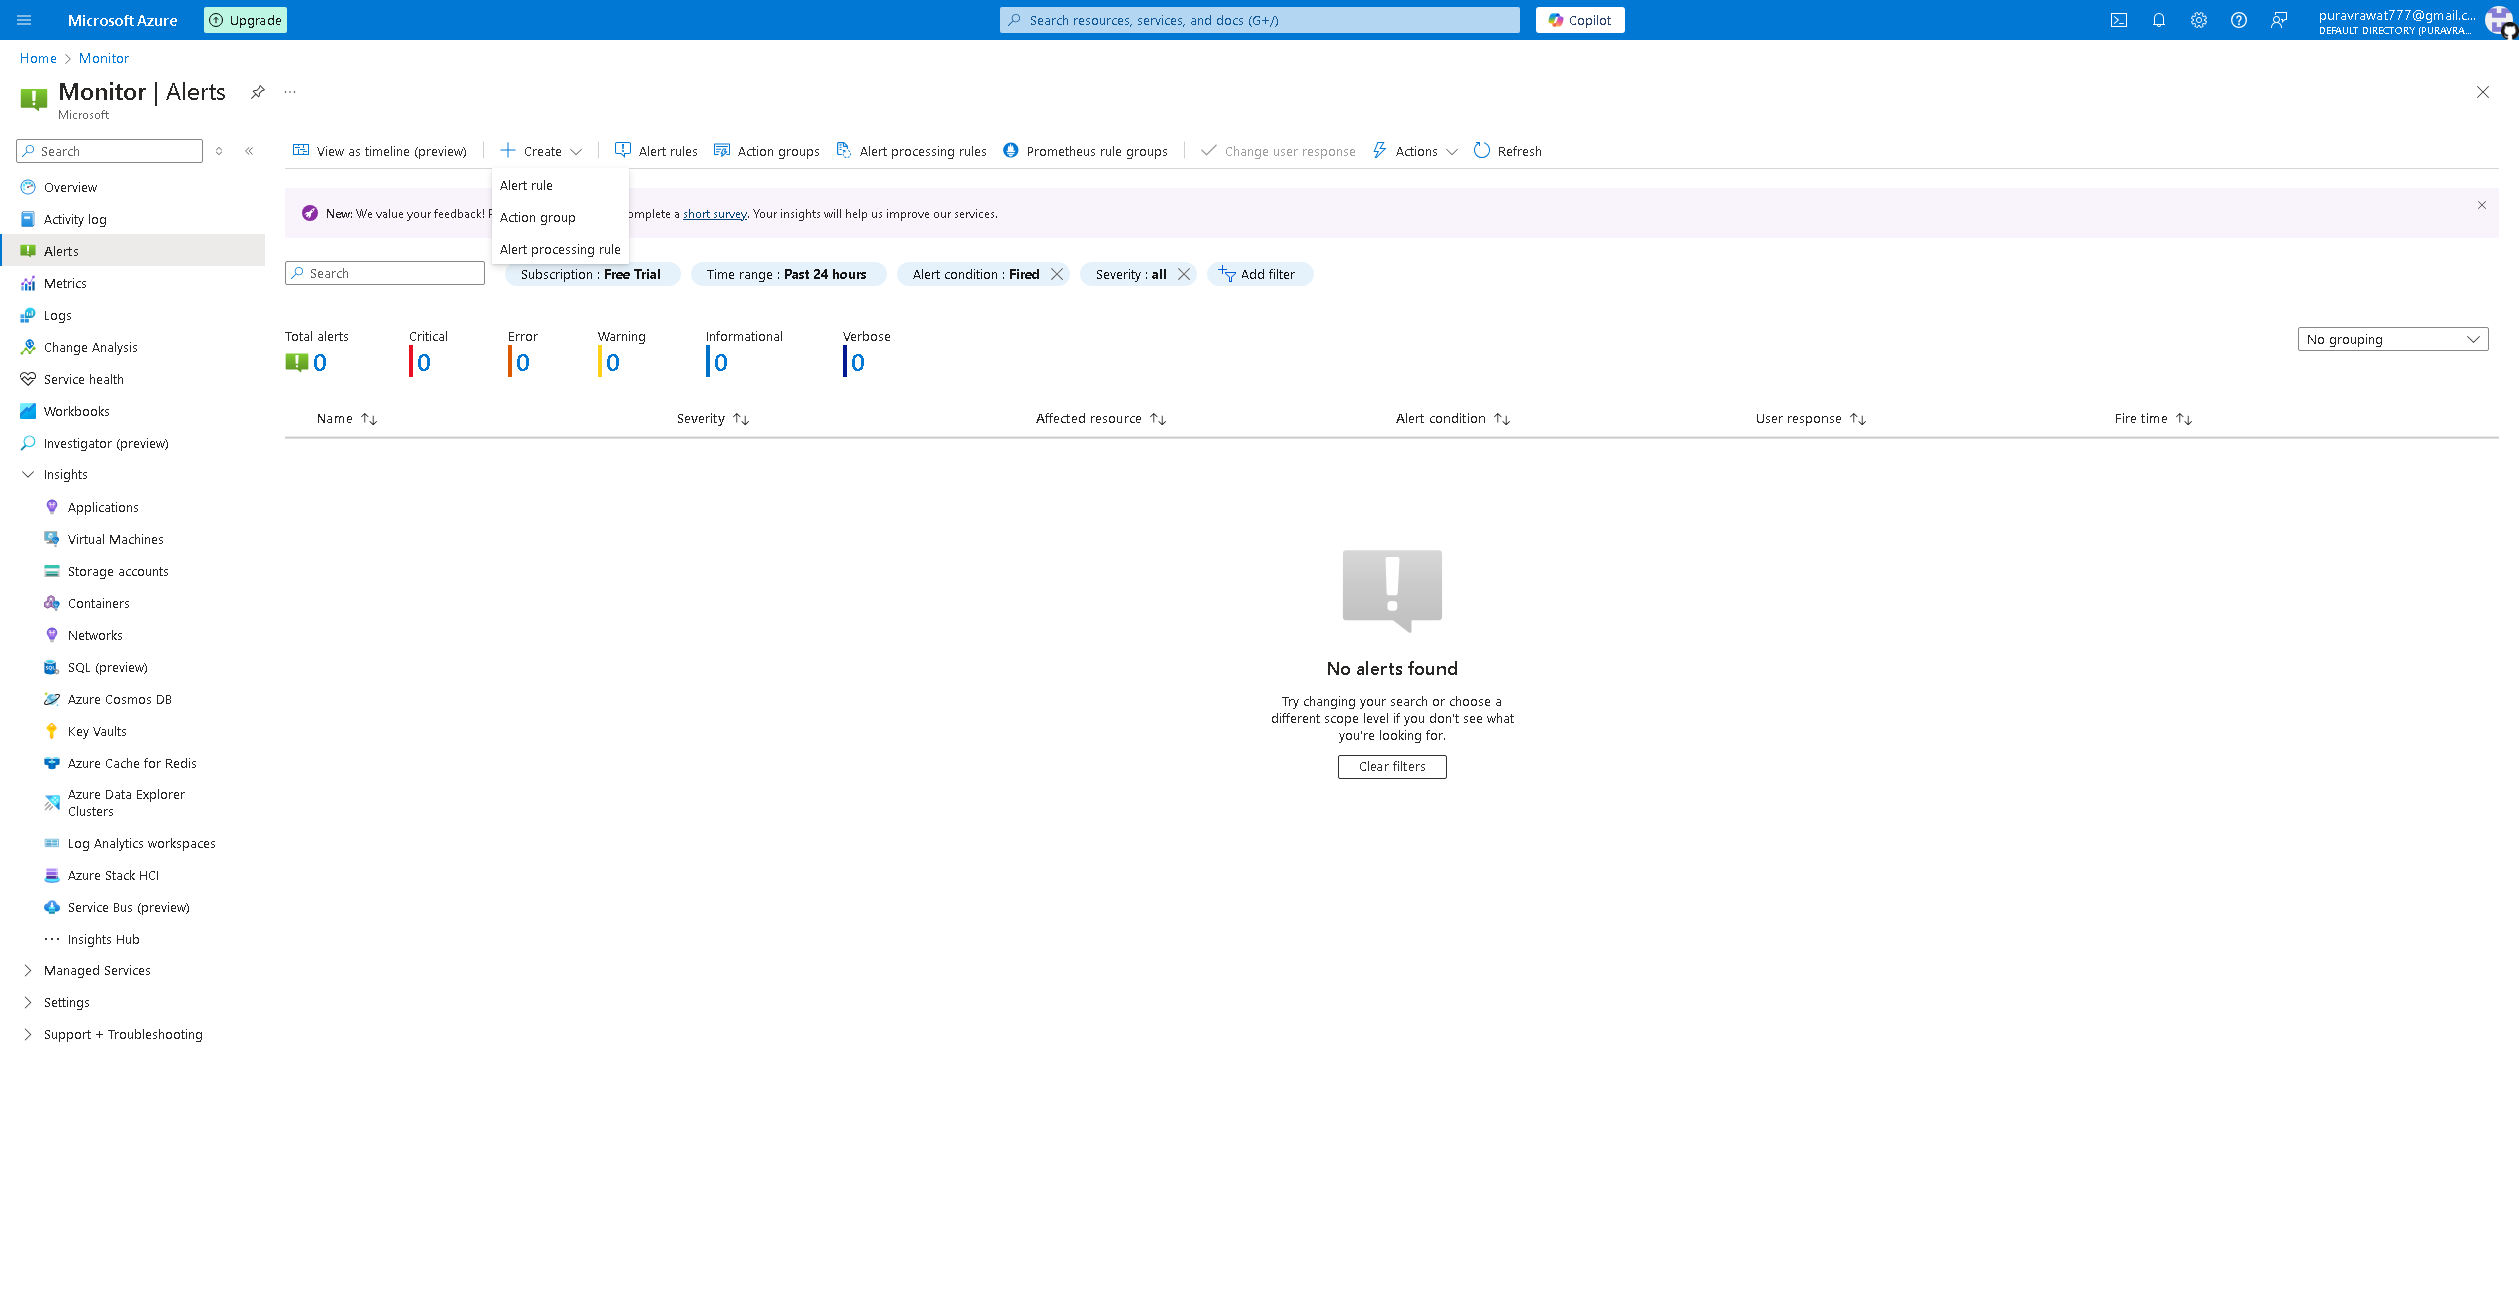 Microsoft Azure
Upgrade
Search resources, services, and docs (G+/)
Copilot
puravrawat777@gmail.c...
DEFAULT DIRECTORY (PURAVRA...
Home > Monitor
Monitor | Alerts
Microsoft
Search
View as timeline (preview)
Create
Alert rules
Action groups
Alert processing rules
Prometheus rule groups
Change user response
Actions
Refresh
Alert rule
Action group
Alert processing rule
New: We value your feedback! omplete a short survey. Your insights will help us improve our services.
Overview
Activity log
Alerts
Metrics
Logs
Change Analysis
Service health
Workbooks
Investigator (preview)
Insights
Applications
Virtual Machines
Storage accounts
Containers
Networks
SQL (preview)
Azure Cosmos DB
Key Vaults
Azure Cache for Redis
Azure Data Explorer
Clusters
Log Analytics workspaces
Azure Stack HCI
Service Bus (preview)
Insights Hub
Managed Services
Settings
Support + Troubleshooting
Search
Subscription : Free Trial
Time range : Past 24 hours
Alert condition : Fired
Severity : all
Add filter
Total alerts
0
Critical
0
Error
0
Warning
0
Informational
0
Verbose
0
No grouping
Name
Severity
Affected resource
Alert condition
User response
Fire time
No alerts found
Try changing your search or choose a
different scope level if you don't see what
you're looking for.
Clear filters